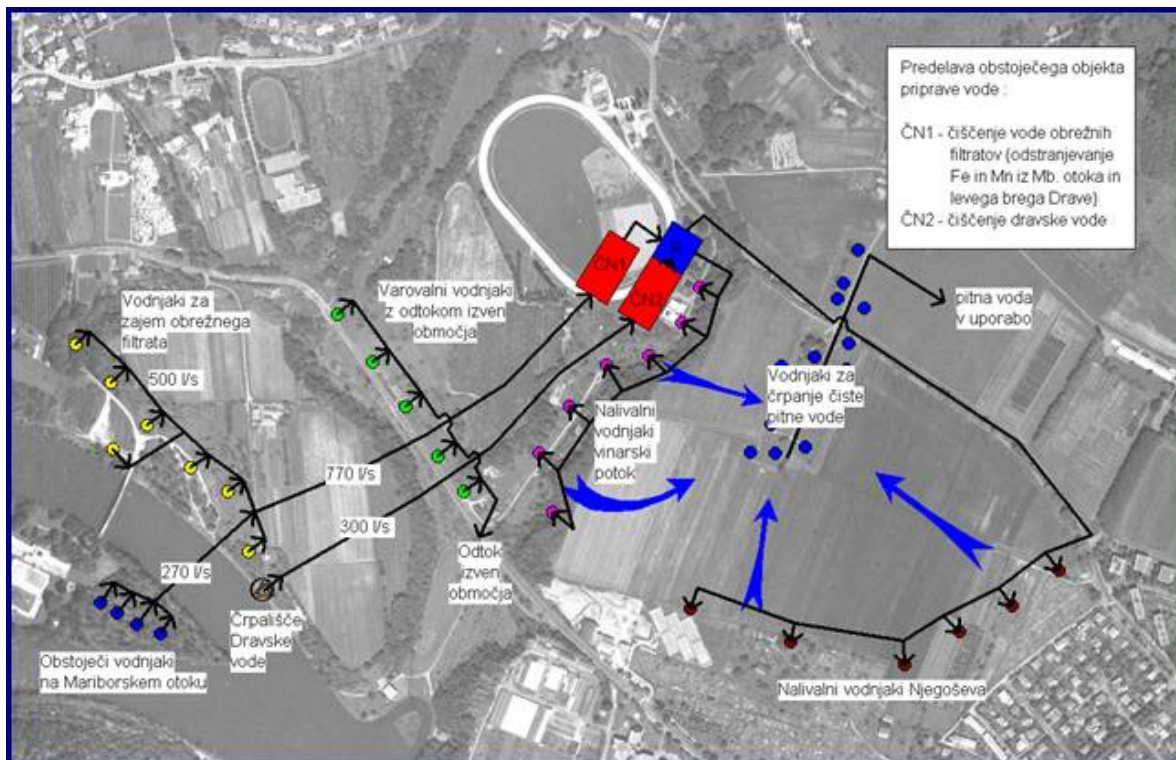 Predelava obstoječega objekta
priprave vode :
ČN1 - čiščenje vode obrežnih
filtratov (odstranjevanje
Fe in Mn iz Mb. otoka in
levega brega Drave)
ČN2 - čiščenje dravske vode
Vodnjaki za
zajem obrežnega
filtrata
500 l/s
Varovalni vodnjaki
z odtokom izven
območja
ČN1
ČN2
pitna voda
v uporabo
Vodnjaki za
črpanje čiste
pitne vode
Nalivalni
vodnjaki
vinarski
potok
770 l/s
300 l/s
270 l/s
Odtok
izven
območja
Črpališče
Dravske
vode
Obstoječi vodnjaki
na Mariborskem otoku
Nalivalni vodnjaki Njegoševa